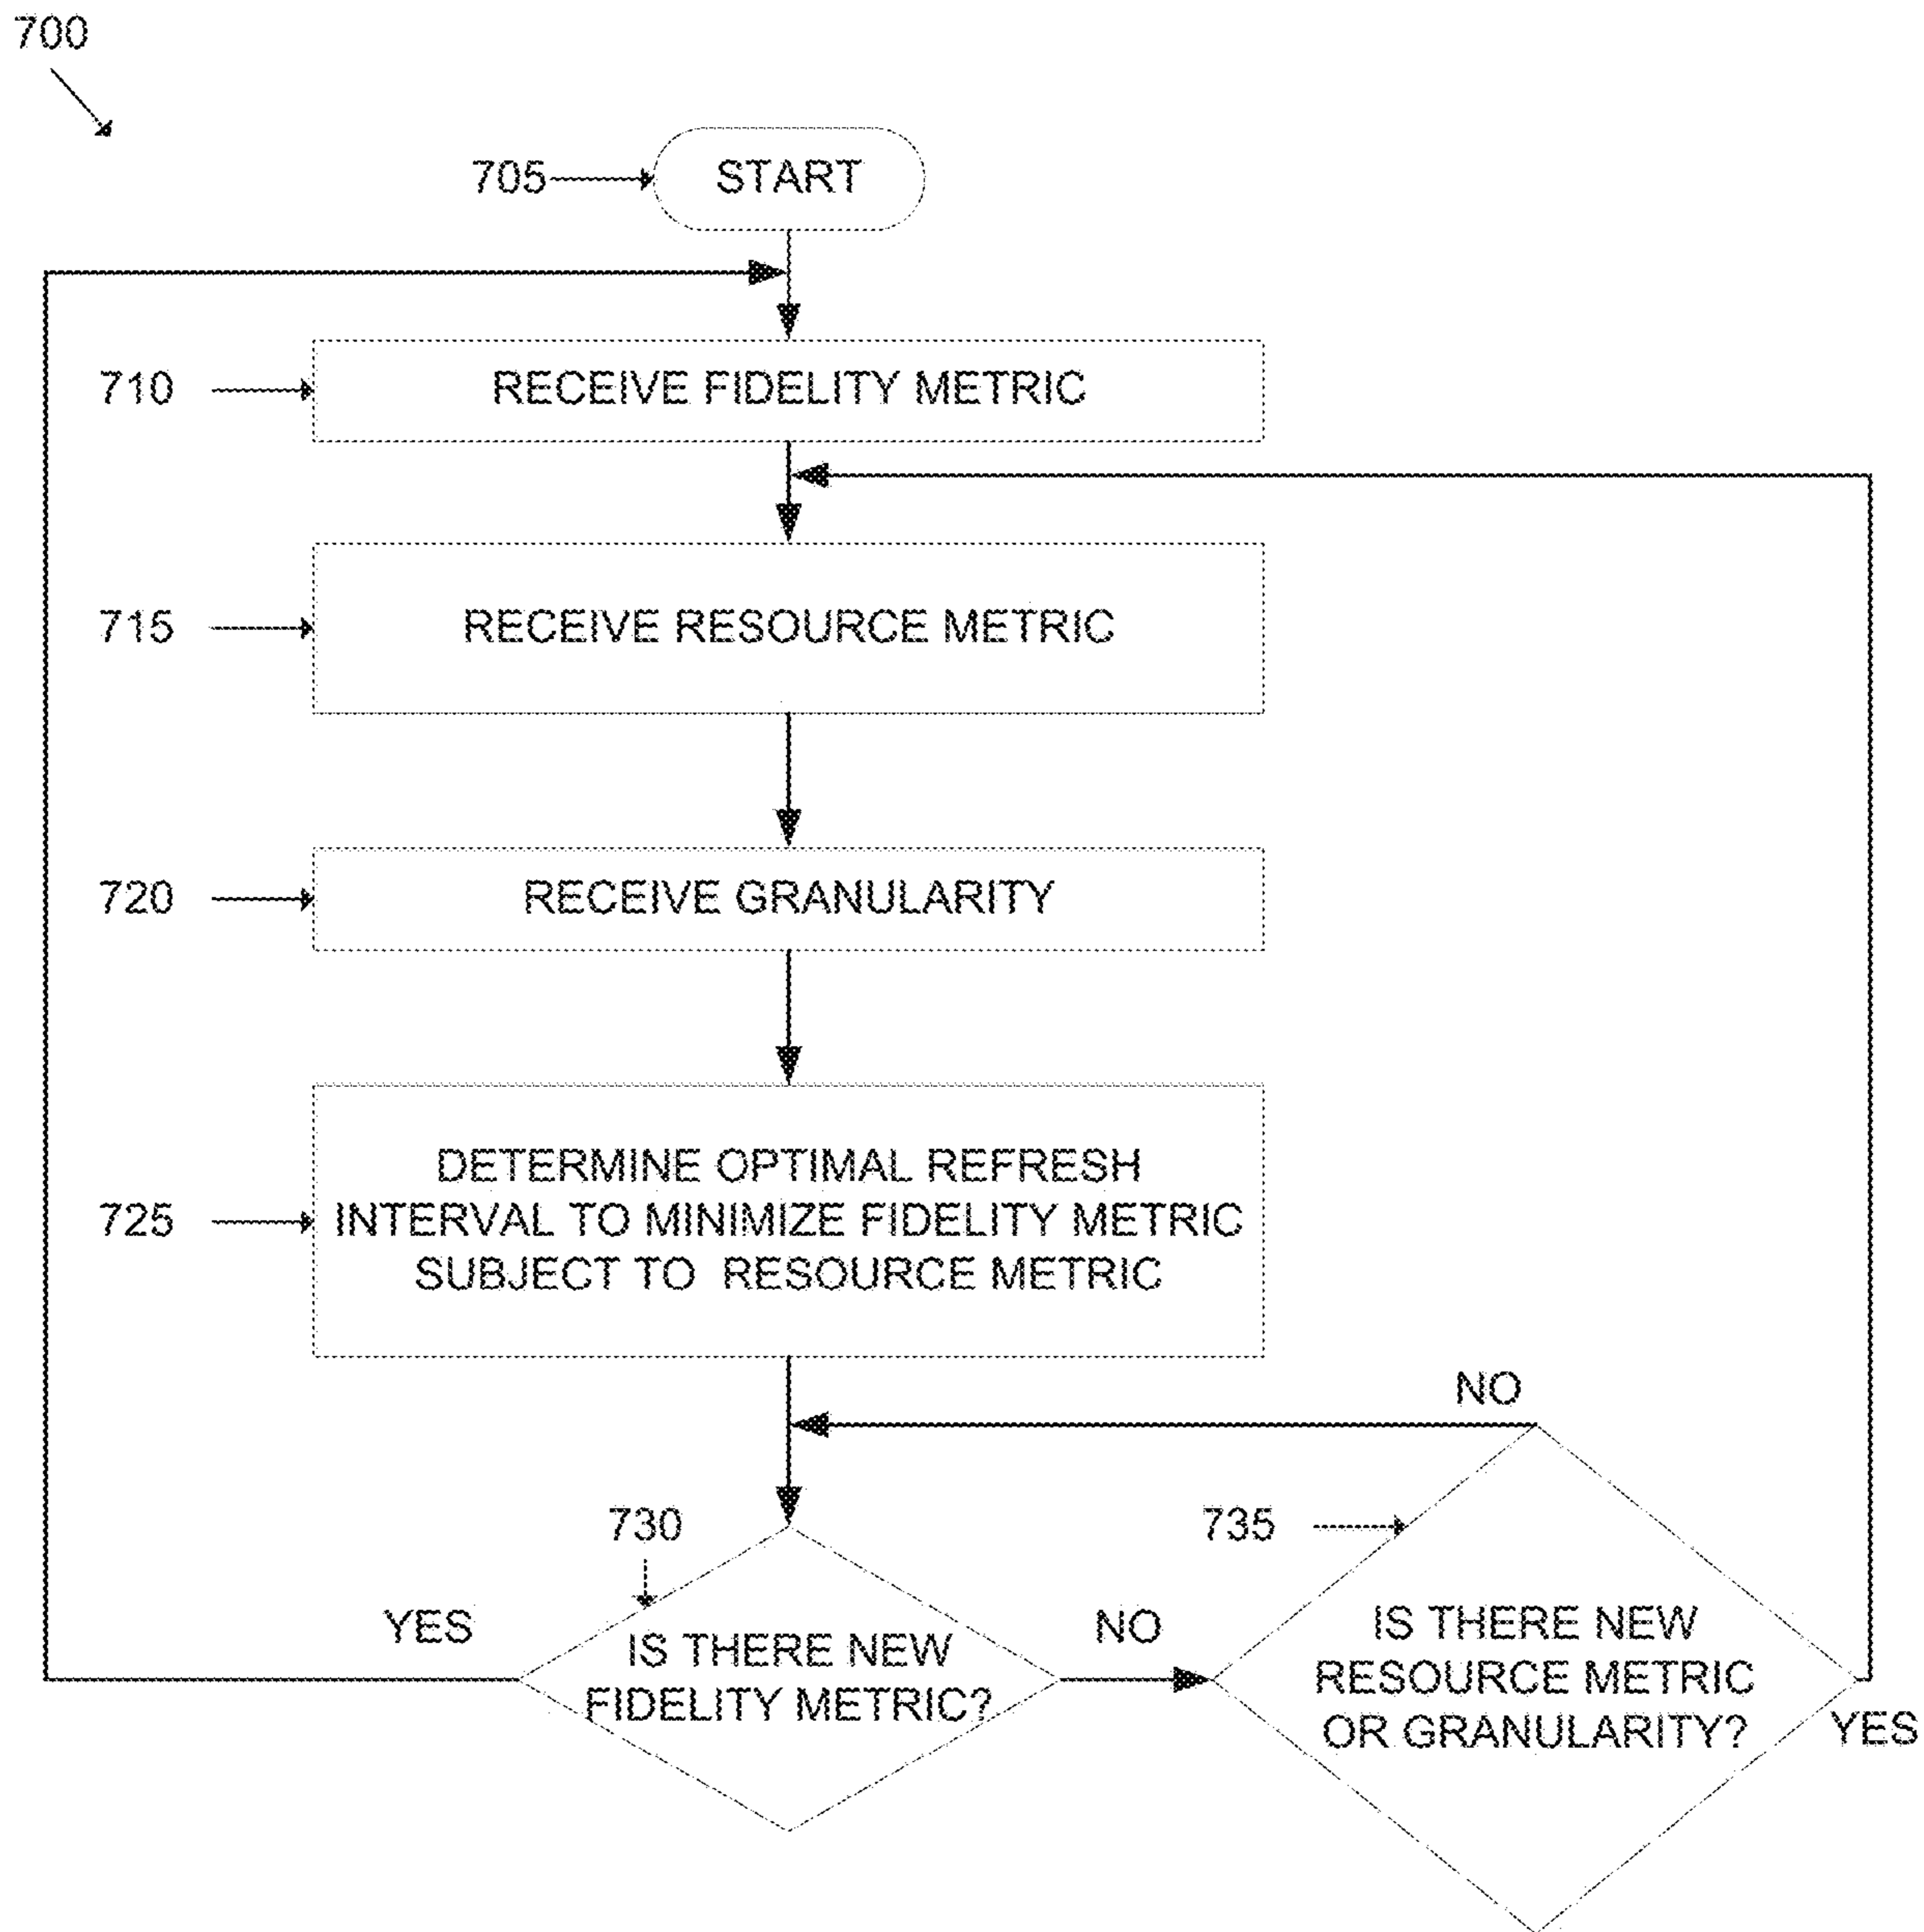 700
705
START
710
RECEIVE FIDELITY METRIC
715
RECEIVE RESOURCE METRIC
720
RECEIVE GRANULARITY
725
DETERMINE OPTIMAL REFRESH
INTERVAL TO MINIMIZE FIDELITY METRIC
SUBJECT TO RESOURCE METRIC
NO
730
735
YES
IS THERE NEW
FIDELITY METRIC?
NO
IS THERE NEW
RESOURCE METRIC
OR GRANULARITY?
YES